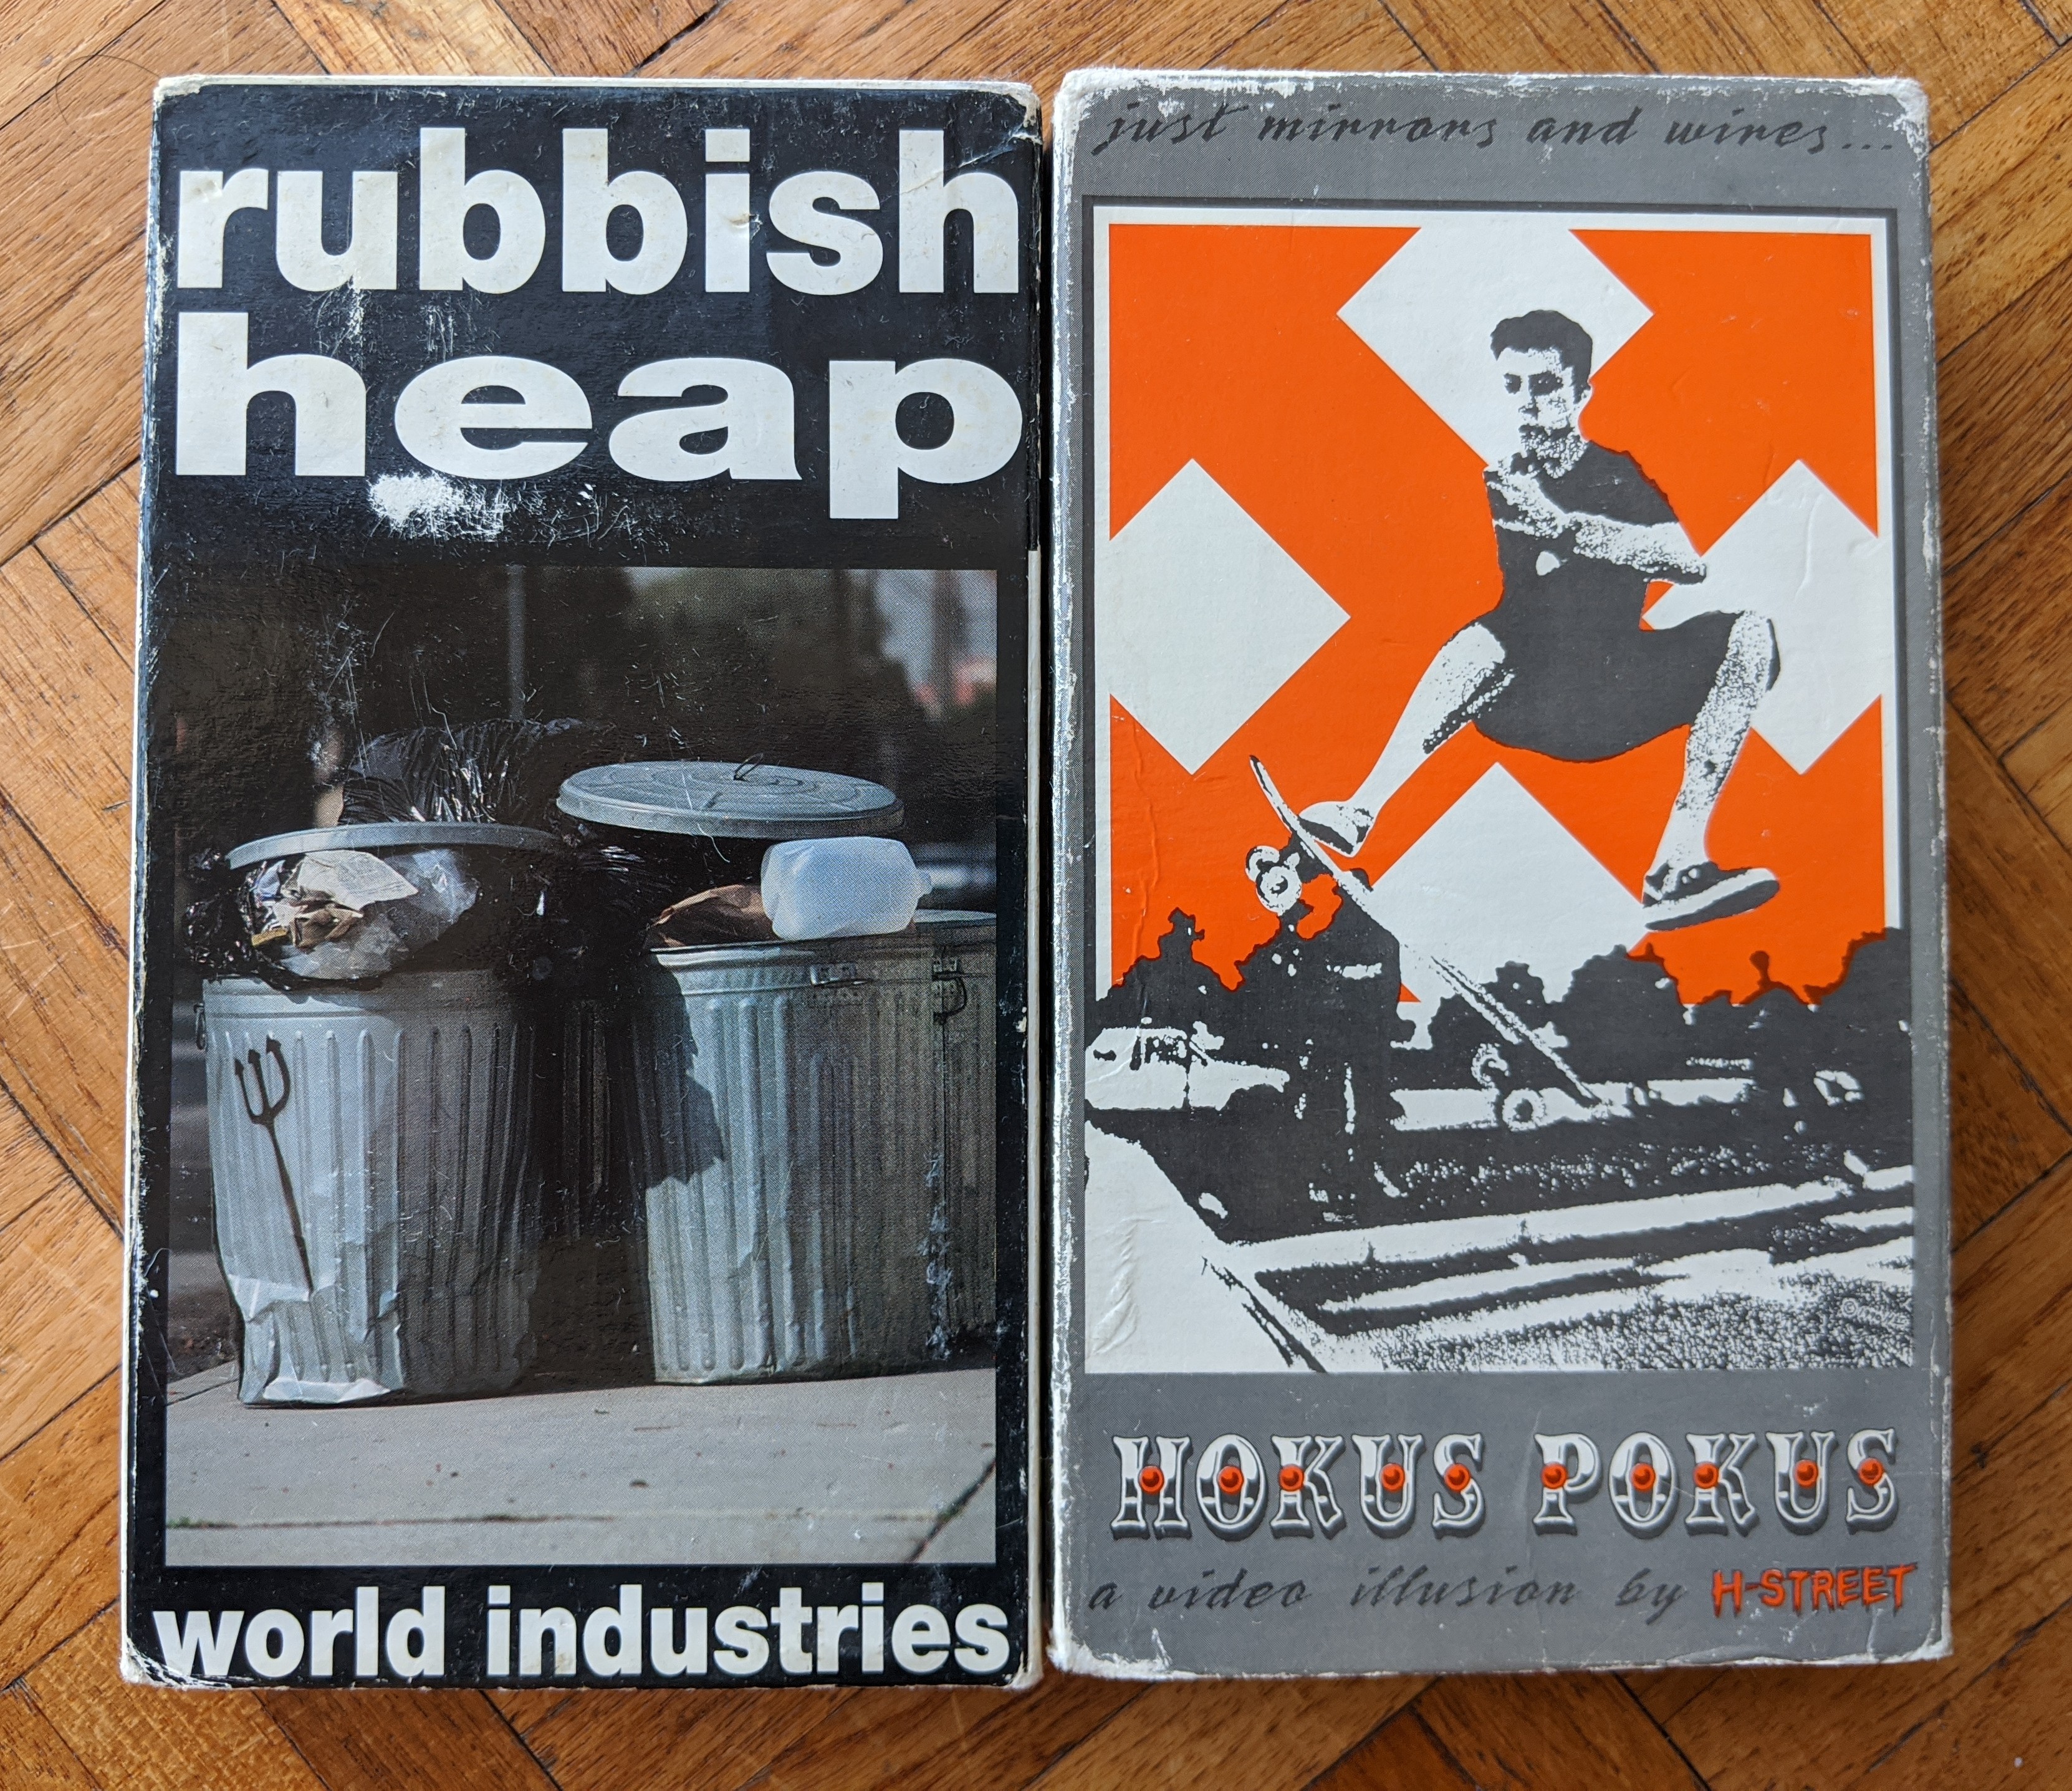 rubbish
heap
world industries
just mirrors and wires...
HOKUS POKUS
a video illusion by H-STREET